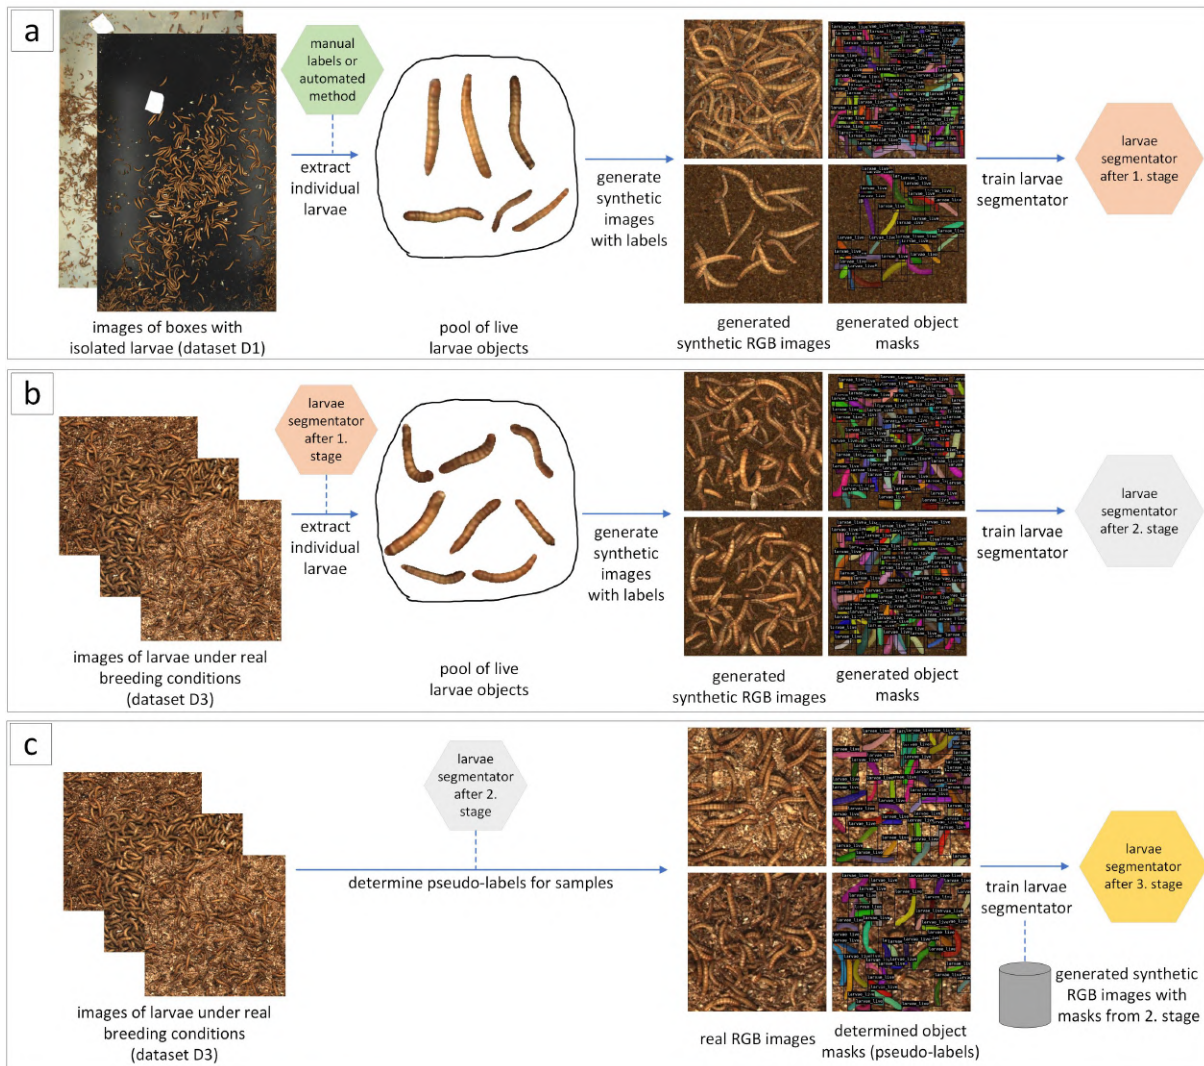 a
manual
labels or
automated
method
extract
individual
larvae
generate
synthetic
images
with labels
train larvae
segmentator
larvae
segmentator
after 1. stage
images of boxes with
isolated larvae (dataset D1)
pool of live
larvae objects
generated
synthetic RGB images
generated object
masks
b
larvae
segmentator
after 1.
stage
extract
individual
larvae
generate
synthetic
images
with labels
train larvae
segmentator
larvae
segmentator
after 2. stage
images of larvae under real
breeding conditions
(dataset D3)
pool of live
larvae objects
generated
synthetic RGB images
generated object
masks
c
larvae
segmentator
after 2.
stage
determine pseudo-labels for samples
train larvae
segmentator
larvae
segmentator
after 3. stage
generated synthetic
RGB images with
masks from 2. stage
images of larvae under real
breeding conditions
(dataset D3)
real RGB images
determined object
masks (pseudo-labels)